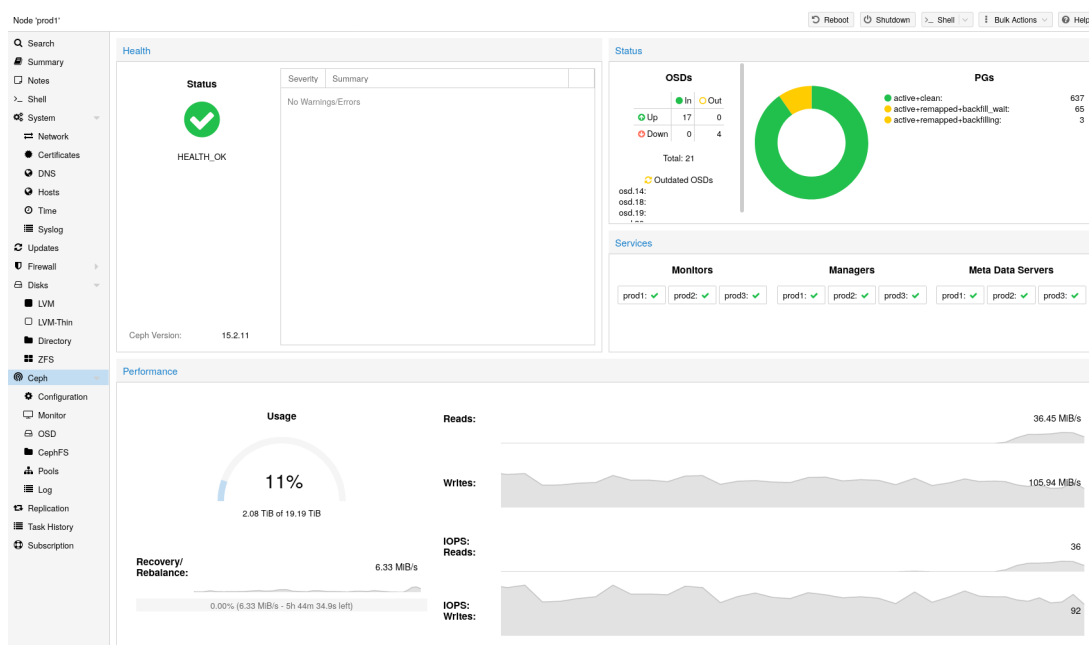 Node 'prod1'
Reboot
Shutdown
Shell
Bulk Actions
Help
Search
Summary
Notes
>_ Shell
System
Network
Certificates
DNS
Hosts
Time
Syslog
Updates
Firewall
Disks
LVM
LVM-Thin
Directory
ZFS
Ceph
Configuration
Monitor
OSD
CephFS
Pools
Log
Replication
Task History
Subscription
Health
Status
HEALTH_OK
Severity Summary
No Warnings/Errors
Ceph Version: 15.2.11
Status
OSDs
In Out
Up 17 0
Down 0 4
Total: 21
Outdated OSDs
osd.14:
osd.18:
osd.19:
PGs
active+clean: 637
active+remapped+backfill_wait: 65
active+remapped+backfilling: 3
Services
Monitors
prod1: prod2: prod3:
Managers
prod1: prod2: prod3:
Meta Data Servers
prod1: prod2: prod3:
Performance
Usage
11%
2.08 TiB of 19.19 TiB
Recovery/
Rebalance:
6.33 MiB/s
0.00% (6.33 MiB/s - 5h 44m 34.9s left)
Reads:
36.45 MiB/s
Writes:
105.94 MiB/s
IOPS:
Reads:
36
IOPS:
Writes:
92